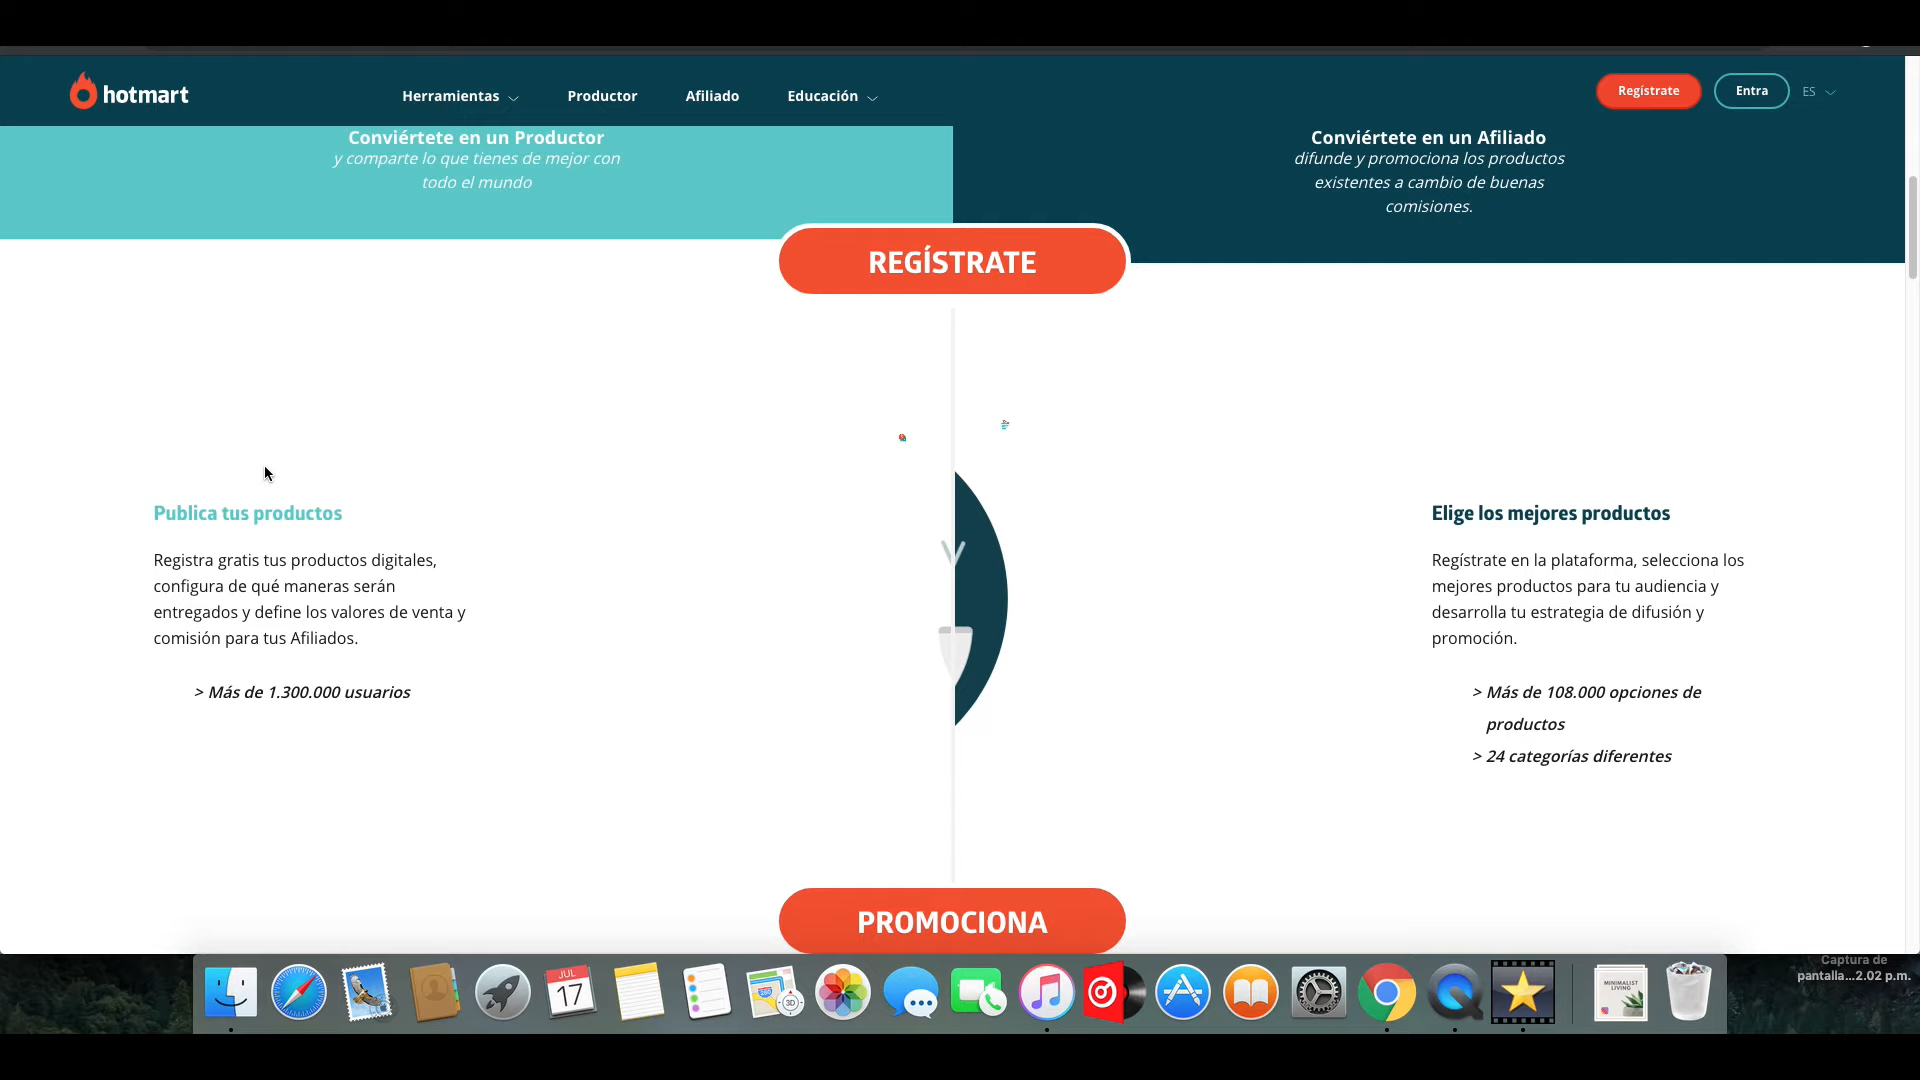 hotmart
Herramientas
Productor
Afiliado
Educación
Regístrate
Entra
ES
Conviértete en un Productor
y comparte lo que tienes de mejor con
todo el mundo
Conviértete en un Afiliado
difunde y promociona los productos
existentes a cambio de buenas
comisiones.
REGÍSTRATE
Publica tus productos
Registra gratis tus productos digitales,
configura de qué maneras serán
entregados y define los valores de venta y
comisión para tus Afiliados.
> Más de 1.300.000 usuarios
Elige los mejores productos
Regístrate en la plataforma, selecciona los
mejores productos para tu audiencia y
desarrolla tu estrategia de difusión y
promoción.
> Más de 108.000 opciones de
productos
> 24 categorías diferentes
PROMOCIONA
Captura de
pantalla...2.02 p.m.
JUL
17
3D
MINIMALIST
LIVING